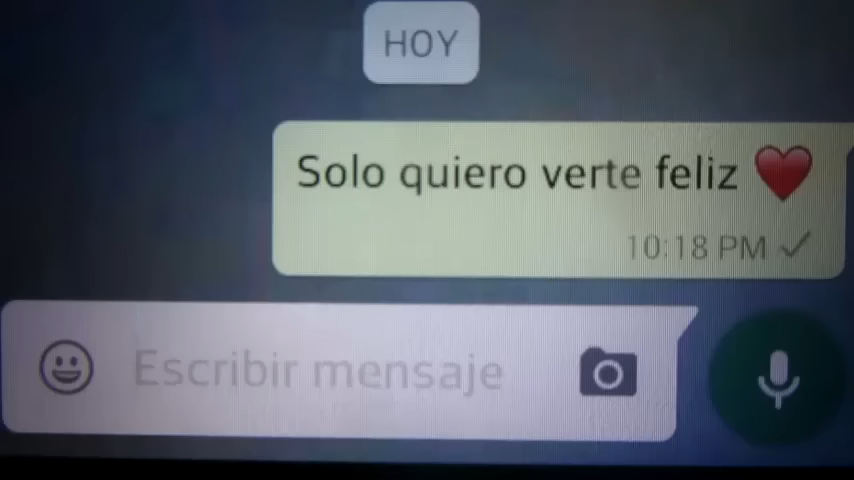 HOY
Solo quiero verte feliz ❤️
10:18 PM ✓
Escribir mensaje